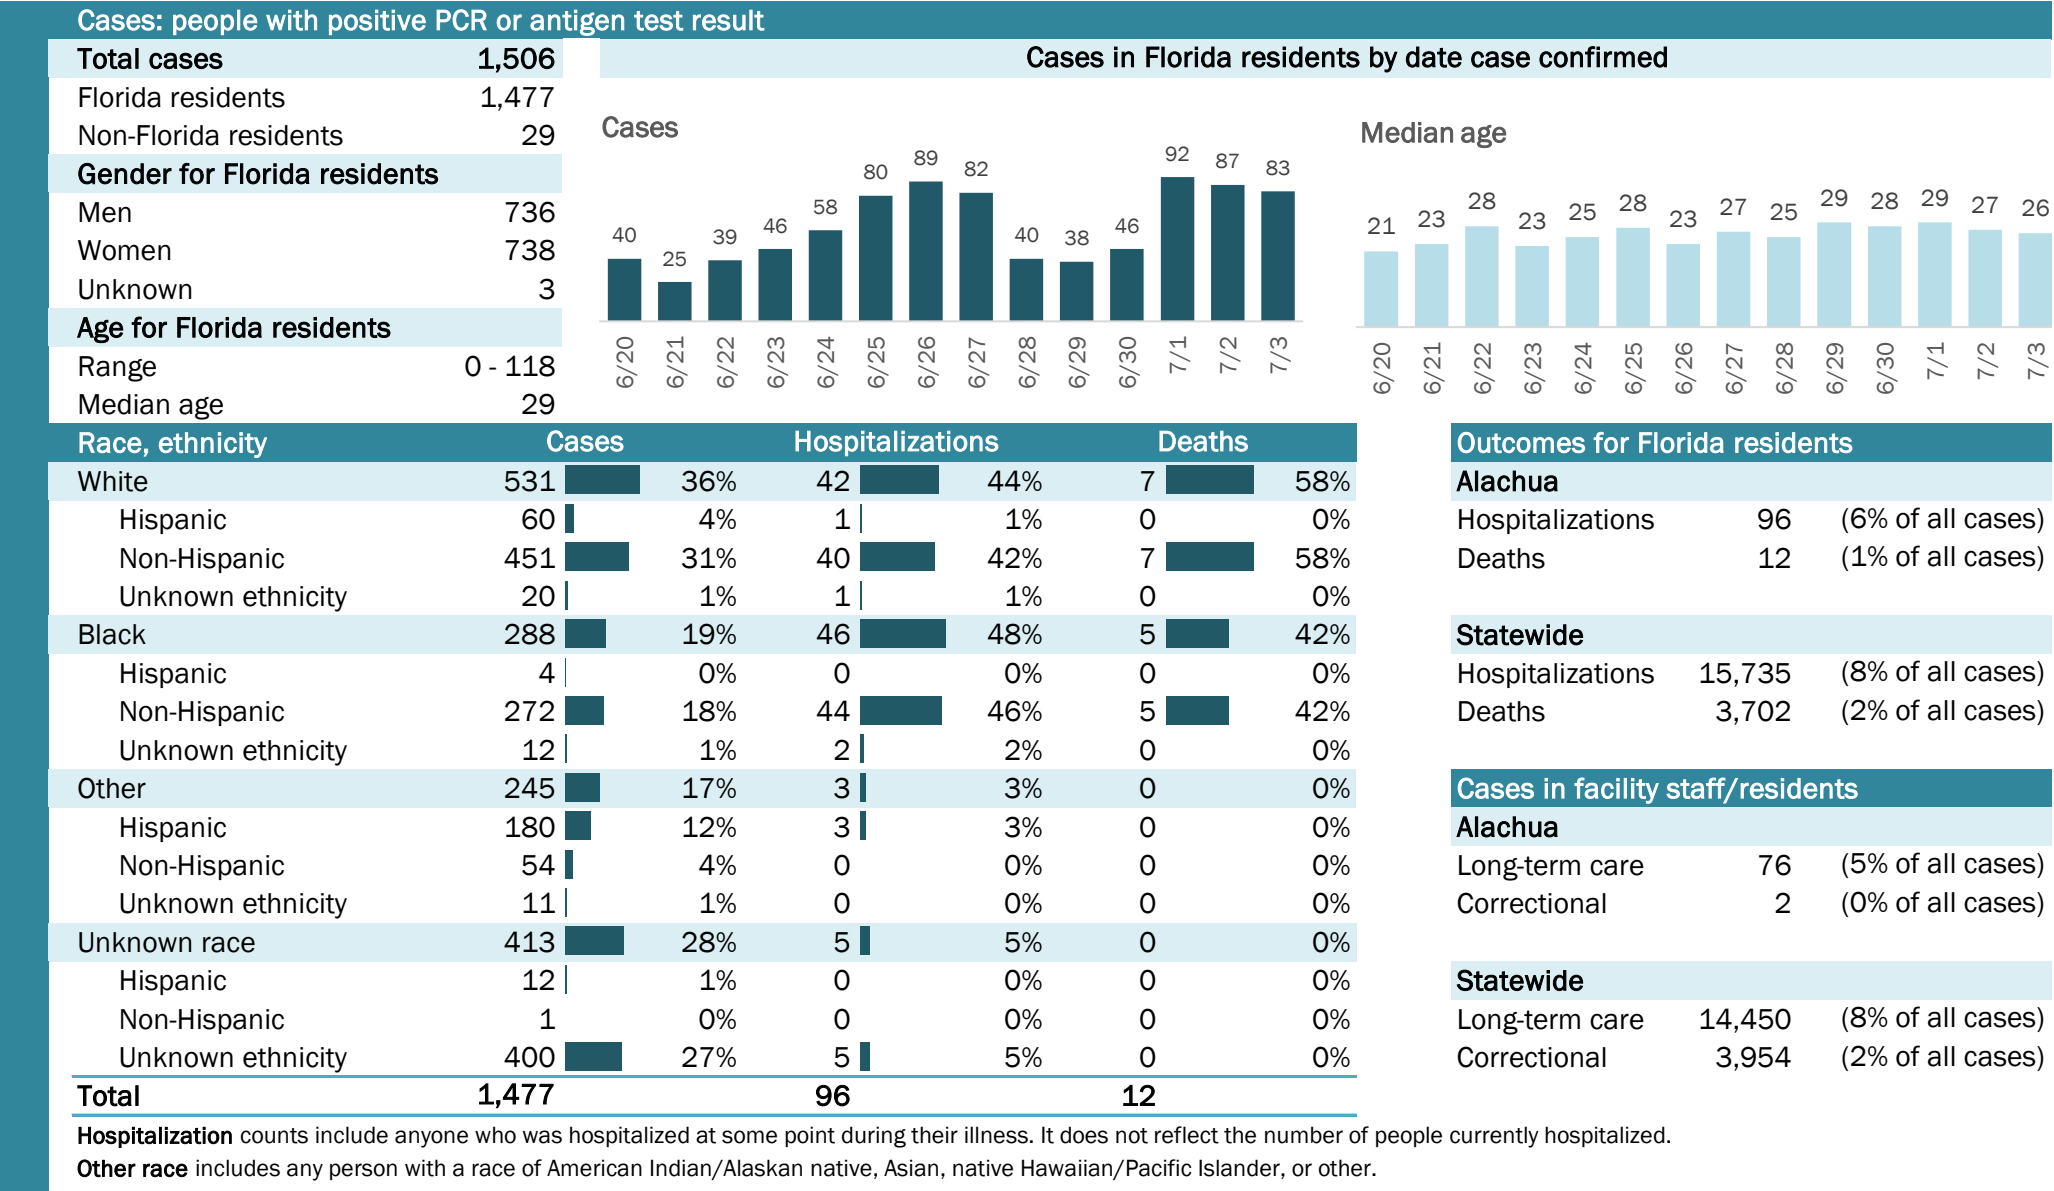 Cases: people with positive PCR or antigen test result
Total cases 1,506
Florida residents 1,477
Non-Florida residents 29
Gender for Florida residents
Men 736
Women 738
Unknown 3
Age for Florida residents
Range 0 - 118
Median age 29
Cases in Florida residents by date case confirmed
Cases
40 25 39 46 58 80 89 82 40 38 46 92 87 83
6/20 6/21 6/22 6/23 6/24 6/25 6/26 6/27 6/28 6/29 6/30 7/1 7/2 7/3
Median age
21 23 28 23 25 28 23 27 25 29 28 29 27 26
6/20 6/21 6/22 6/23 6/24 6/25 6/26 6/27 6/28 6/29 6/30 7/1 7/2 7/3
Race, ethnicity Cases Hospitalizations Deaths
White 531 36% 42 44% 7 58%
Hispanic 60 4% 1 1% 0 0%
Non-Hispanic 451 31% 40 42% 7 58%
Unknown ethnicity 20 1% 1 1% 0 0%
Black 288 19% 46 48% 5 42%
Hispanic 4 0% 0 0% 0 0%
Non-Hispanic 272 18% 44 46% 5 42%
Unknown ethnicity 12 1% 2 2% 0 0%
Other 245 17% 3 3% 0 0%
Hispanic 180 12% 3 3% 0 0%
Non-Hispanic 54 4% 0 0% 0 0%
Unknown ethnicity 11 1% 0 0% 0 0%
Unknown race 413 28% 5 5% 0 0%
Hispanic 12 1% 0 0% 0 0%
Non-Hispanic 1 0% 0 0% 0 0%
Unknown ethnicity 400 27% 5 5% 0 0%
Total 1,477 96 12
Outcomes for Florida residents
Alachua
Hospitalizations 96 (6% of all cases)
Deaths 12 (1% of all cases)
Statewide
Hospitalizations 15,735 (8% of all cases)
Deaths 3,702 (2% of all cases)
Cases in facility staff/residents
Alachua
Long-term care 76 (5% of all cases)
Correctional 2 (0% of all cases)
Statewide
Long-term care 14,450 (8% of all cases)
Correctional 3,954 (2% of all cases)
Hospitalization counts include anyone who was hospitalized at some point during their illness. It does not reflect the number of people currently hospitalized.
Other race includes any person with a race of American Indian/Alaskan native, Asian, native Hawaiian/Pacific Islander, or other.